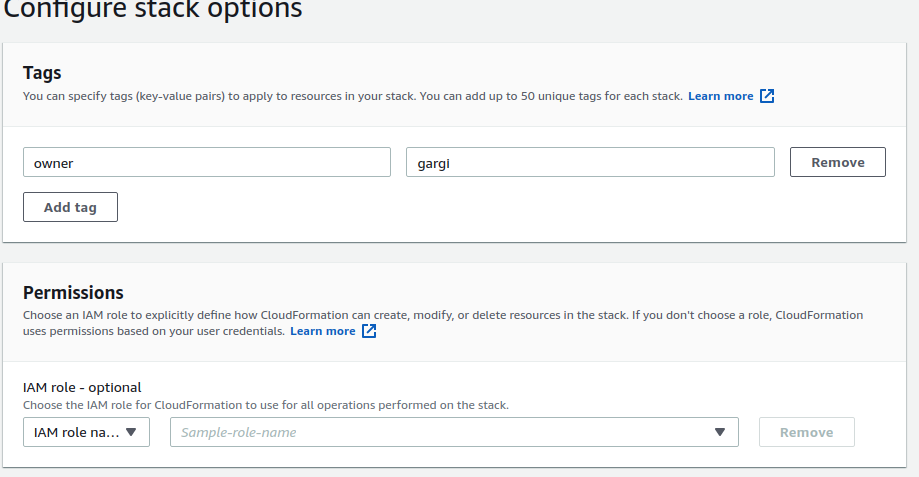 Configure stack options
Tags
You can specify tags (key-value pairs) to apply to resources in your stack. You can add up to 50 unique tags for each stack. Learn more
owner gargi Remove
Add tag
Permissions
Choose an IAM role to explicitly define how CloudFormation can create, modify, or delete resources in the stack. If you don't choose a role, CloudFormation
uses permissions based on your user credentials. Learn more
IAM role - optional
Choose the IAM role for CloudFormation to use for all operations performed on the stack.
IAM role na... Sample-role-name Remove